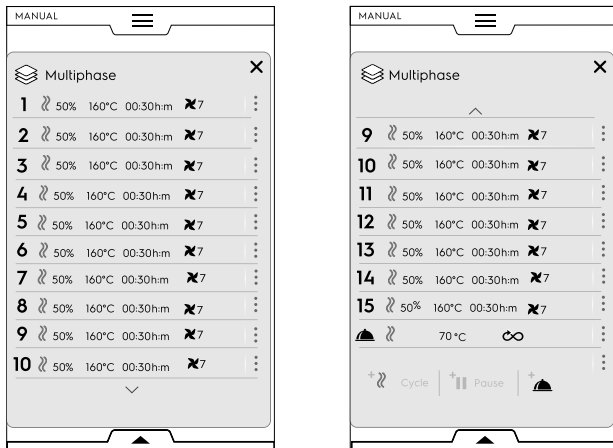 MANUAL
Multiphase
1 50% 160°C 00:30h:m 7
2 50% 160°C 00:30h:m 7
3 50% 160°C 00:30h:m 7
4 50% 160°C 00:30h:m 7
5 50% 160°C 00:30h:m 7
6 50% 160°C 00:30h:m 7
7 50% 160°C 00:30h:m 7
8 50% 160°C 00:30h:m 7
9 50% 160°C 00:30h:m 7
10 50% 160°C 00:30h:m 7
MANUAL
Multiphase
9 50% 160°C 00:30h:m 7
10 50% 160°C 00:30h:m 7
11 50% 160°C 00:30h:m 7
12 50% 160°C 00:30h:m 7
13 50% 160°C 00:30h:m 7
14 50% 160°C 00:30h:m 7
15 50% 160°C 00:30h:m 7
70 °C
+ Cycle + Pause +